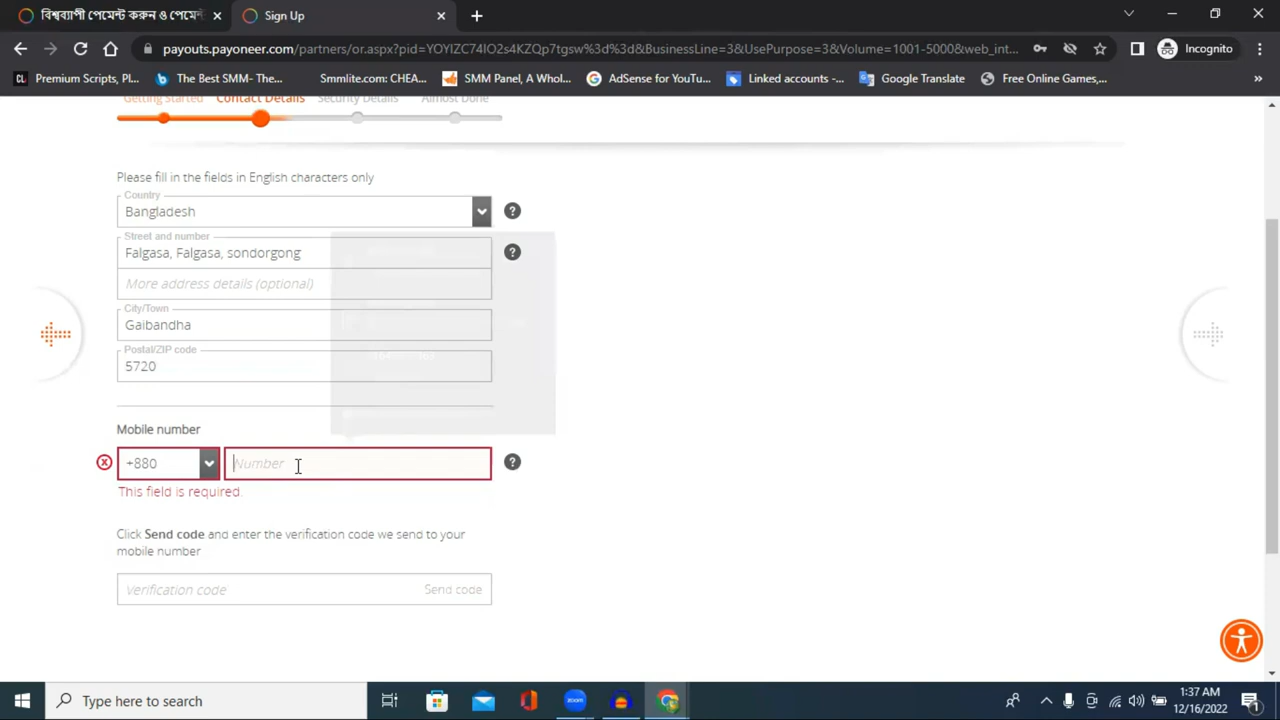 বিশ্বব্যাপী পেমেন্ট করুন ও পেমেন্ট
Sign Up
payouts.payoneer.com/partners/or.aspx?pid=YOYIZC74IO2s4KZQp7tgsw%3d%3d&BusinessLine=3&UsePurpose=3&Volume=1001-5000&web_int...
Incognito
Premium Scripts, Pl...
The Best SMM- The...
Smmlite.com: CHEA...
SMM Panel, A Whol...
AdSense for YouTu...
Linked accounts -...
Google Translate
Free Online Games,...
»
Getting Started
Contact Details
Security Details
Almost Done
Please fill in the fields in English characters only
Country
Bangladesh
Street and number
Falgasa, Falgasa, sondorgong
More address details (optional)
City/Town
Gaibandha
Postal/ZIP code
5720
Mobile number
+880
Number
This field is required.
Click Send code and enter the verification code we send to your
mobile number
Verification code
Send code
Type here to search
zoom
1:37 AM
12/16/2022
1